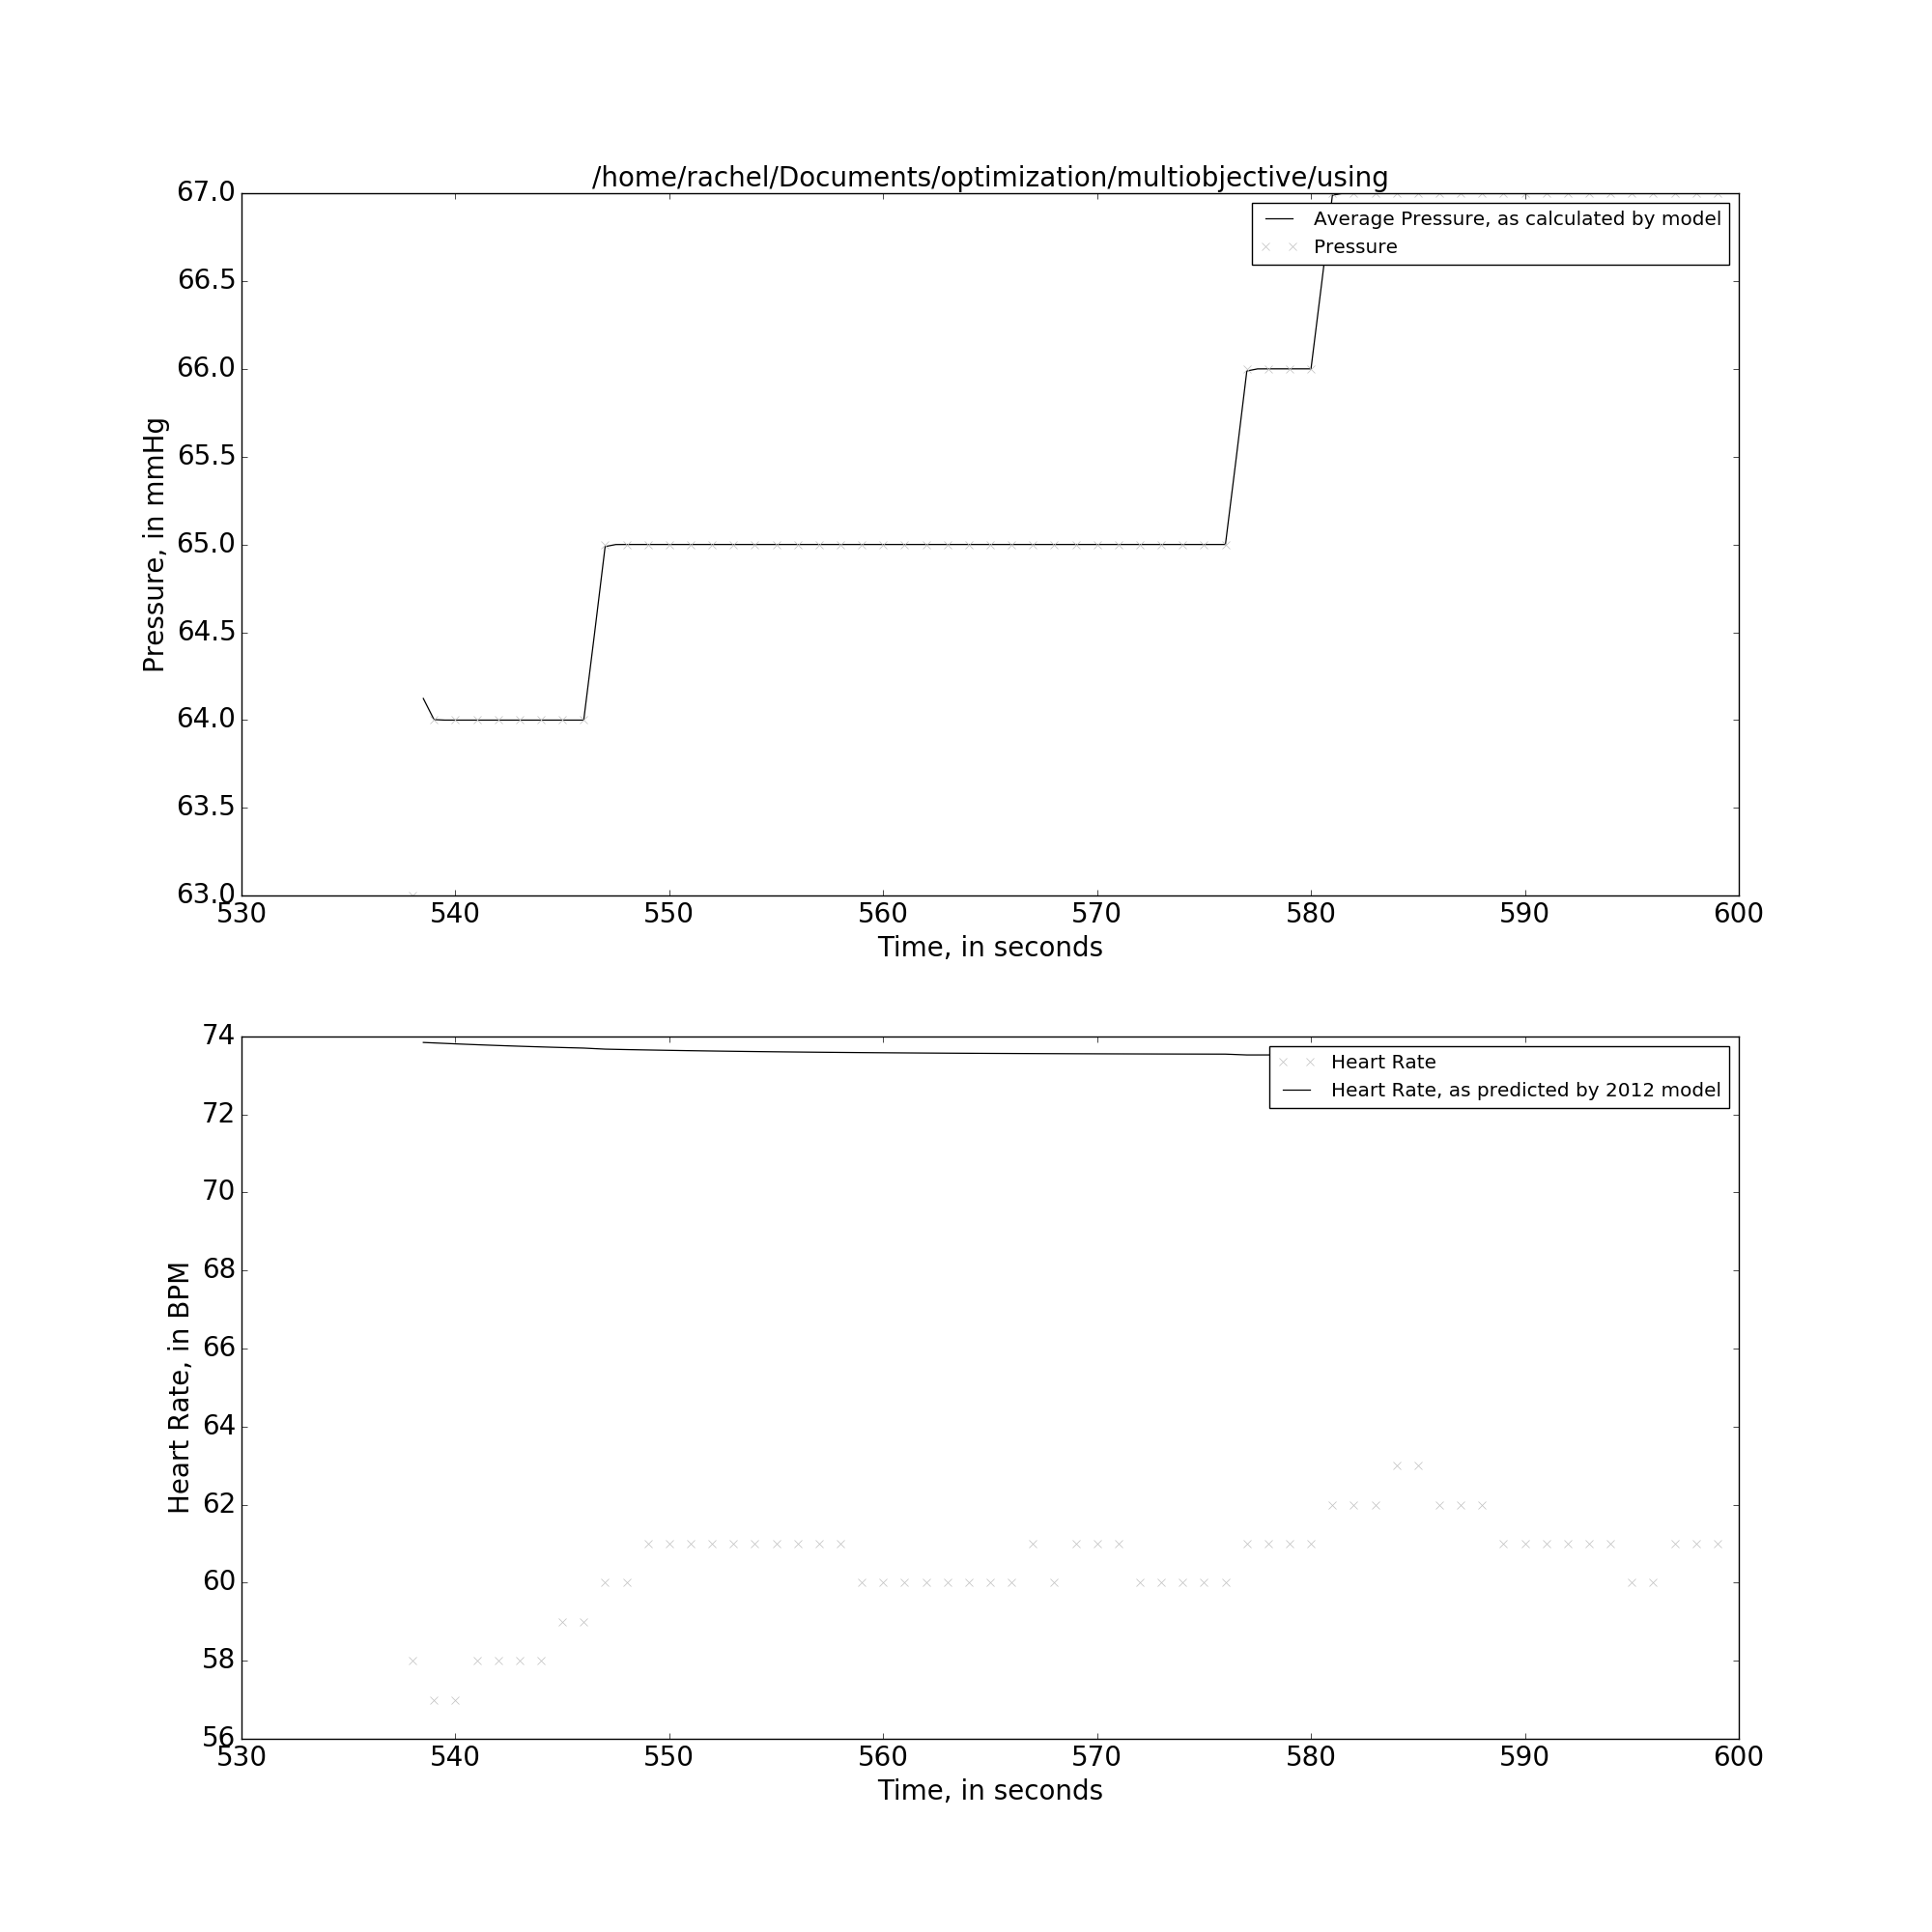 /home/rachel/Documents/optimization/multiobjective/using
67.0
66.5
66.0
65.5
65.0
64.5
64.0
63.5
63.0
Pressure, in mmHg
Average Pressure, as calculated by model
Pressure
530 540 550 560 570 580 590 600
Time, in seconds
74
72
70
68
66
64
62
60
58
56
Heart Rate, in BPM
Heart Rate
Heart Rate, as predicted by 2012 model
530 540 550 560 570 580 590 600
Time, in seconds